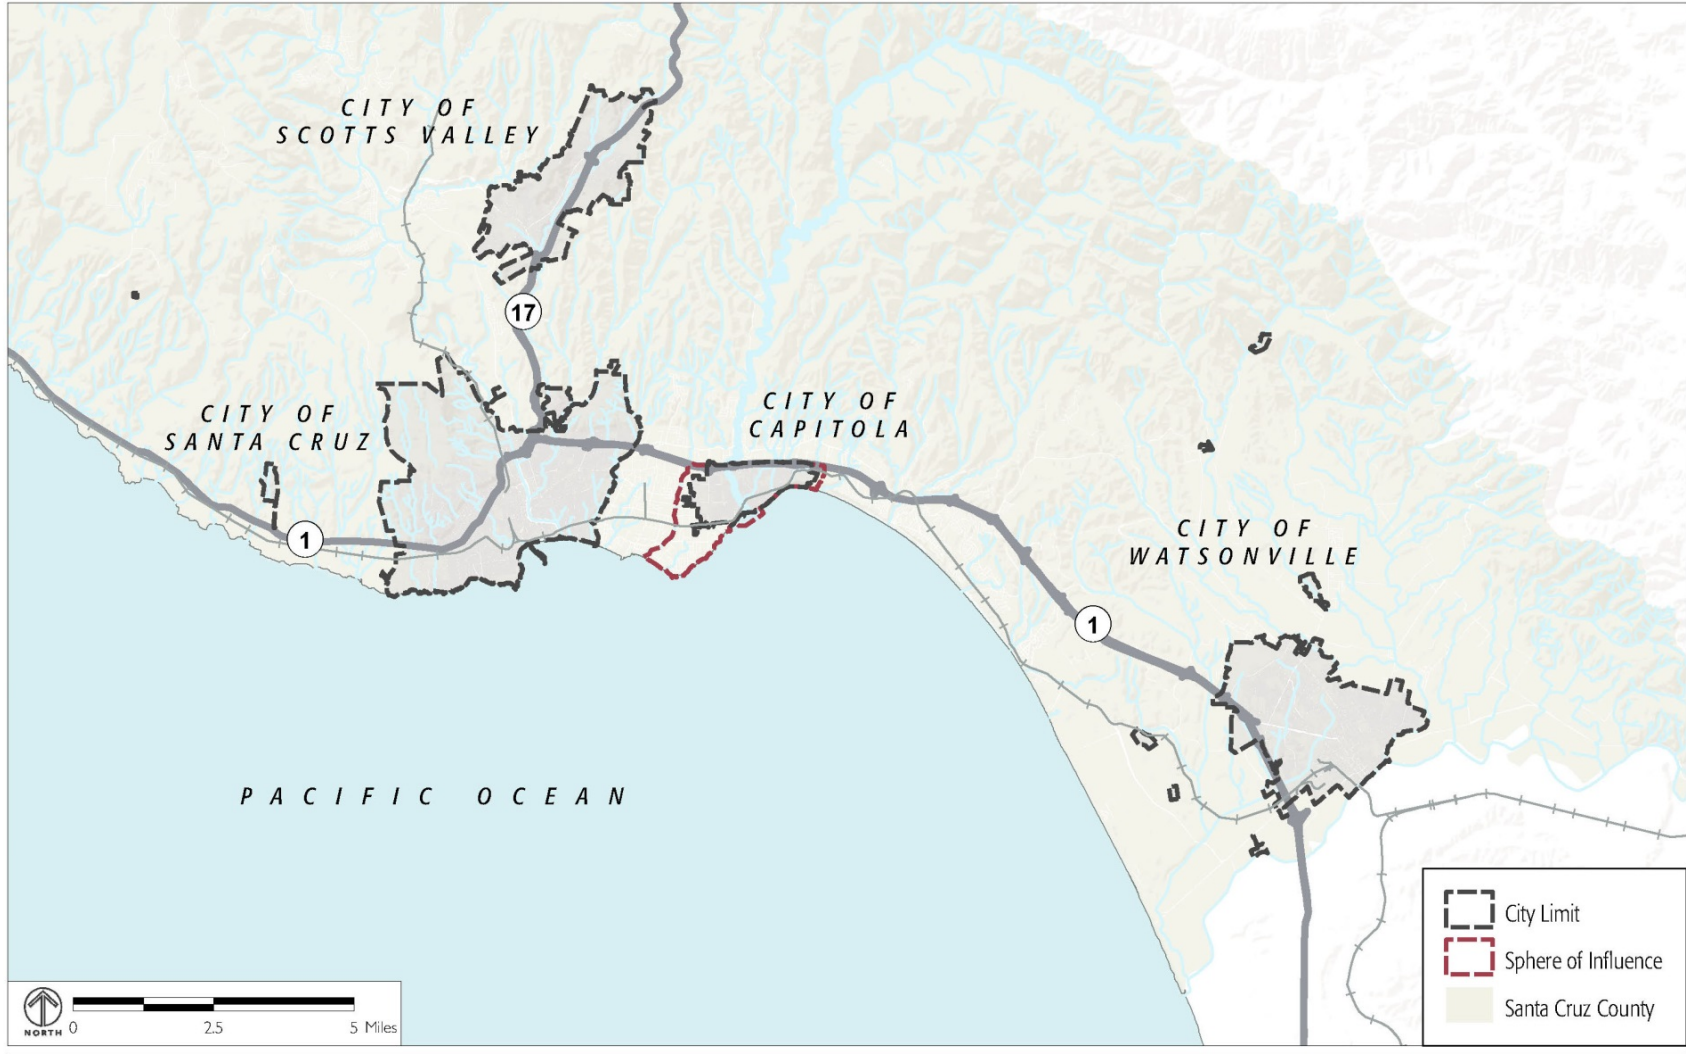 CITY OF
SCOTTS VALLEY
17
CITY OF
SANTA CRUZ
CITY OF
CAPITOLA
1
CITY OF
WATSONVILLE
1
PACIFIC OCEAN
City Limit
Sphere of Influence
Santa Cruz County
NORTH
0 2.5 5 Miles